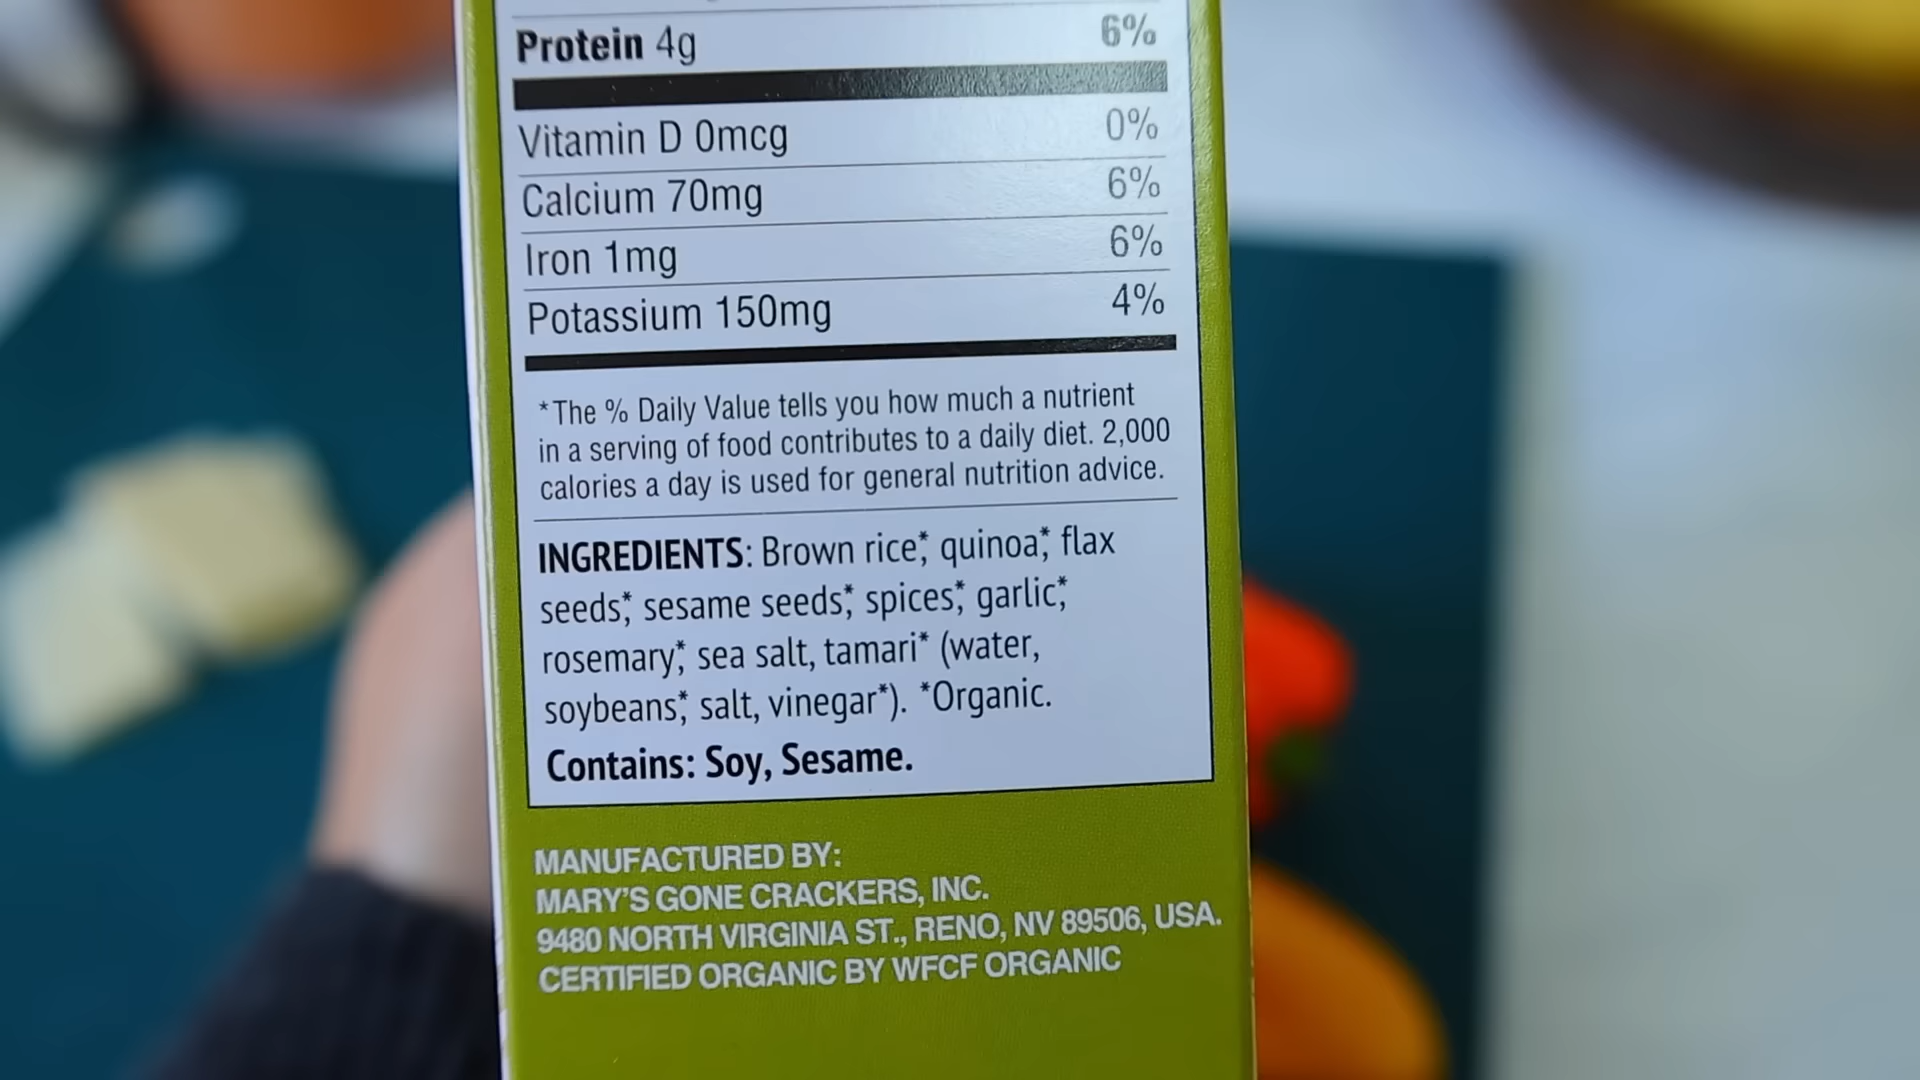 Protein 4g 6%
Vitamin D 0mcg 0%
Calcium 70mg 6%
Iron 1mg 6%
Potassium 150mg 4%
*The % Daily Value tells you how much a nutrient
in a serving of food contributes to a daily diet. 2,000
calories a day is used for general nutrition advice.
INGREDIENTS: Brown rice*, quinoa*, flax
seeds*, sesame seeds*, spices*, garlic*,
rosemary*, sea salt, tamari* (water,
soybeans*, salt, vinegar*). *Organic.
Contains: Soy, Sesame.
MANUFACTURED BY:
MARY'S GONE CRACKERS, INC.
9480 NORTH VIRGINIA ST., RENO, NV 89506, USA.
CERTIFIED ORGANIC BY WFCF ORGANIC